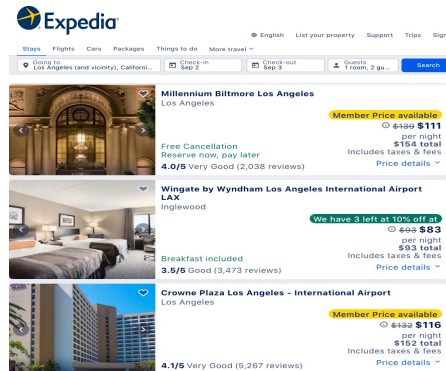 Expedia
English List your property Support Trips Sign
Stays Flights Cars Packages Things to do More travel
Going to
Los Angeles (and vicinity), Californi...
Check-in
Sep 2
Check-out
Sep 3
Guests
1 room, 2 gu...
Search
Millennium Biltmore Los Angeles
Los Angeles
Member Price available
$139 $111
per night
$154 total
Includes taxes & fees
Free Cancellation
Reserve now, pay later
4.0/5 Very Good (2,038 reviews)
Price details
Wingate by Wyndham Los Angeles International Airport
LAX
Inglewood
We have 3 left at 10% off at
$93 $83
per night
$93 total
Includes taxes & fees
Breakfast included
3.5/5 Good (3,473 reviews)
Price details
Crowne Plaza Los Angeles - International Airport
Los Angeles
Member Price available
$132 $116
per night
$152 total
Includes taxes & fees
4.1/5 Very Good (5,267 reviews)
Price details